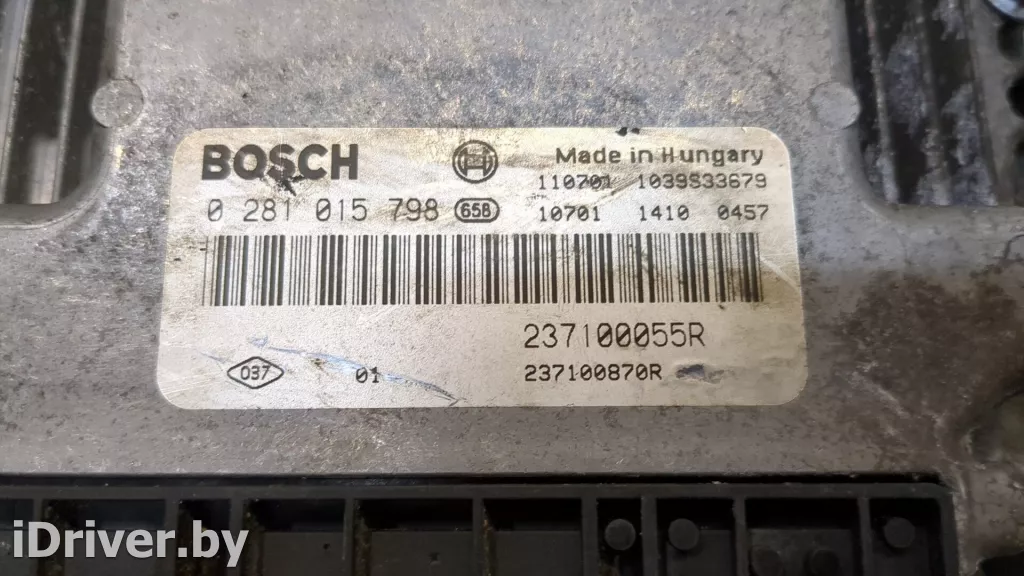 BOSCH
Made in Hungary
110701 1039S33679
0 281 015 798 658
10701 1410 0457
237100055R
037 01
237100870R
iDriver.by